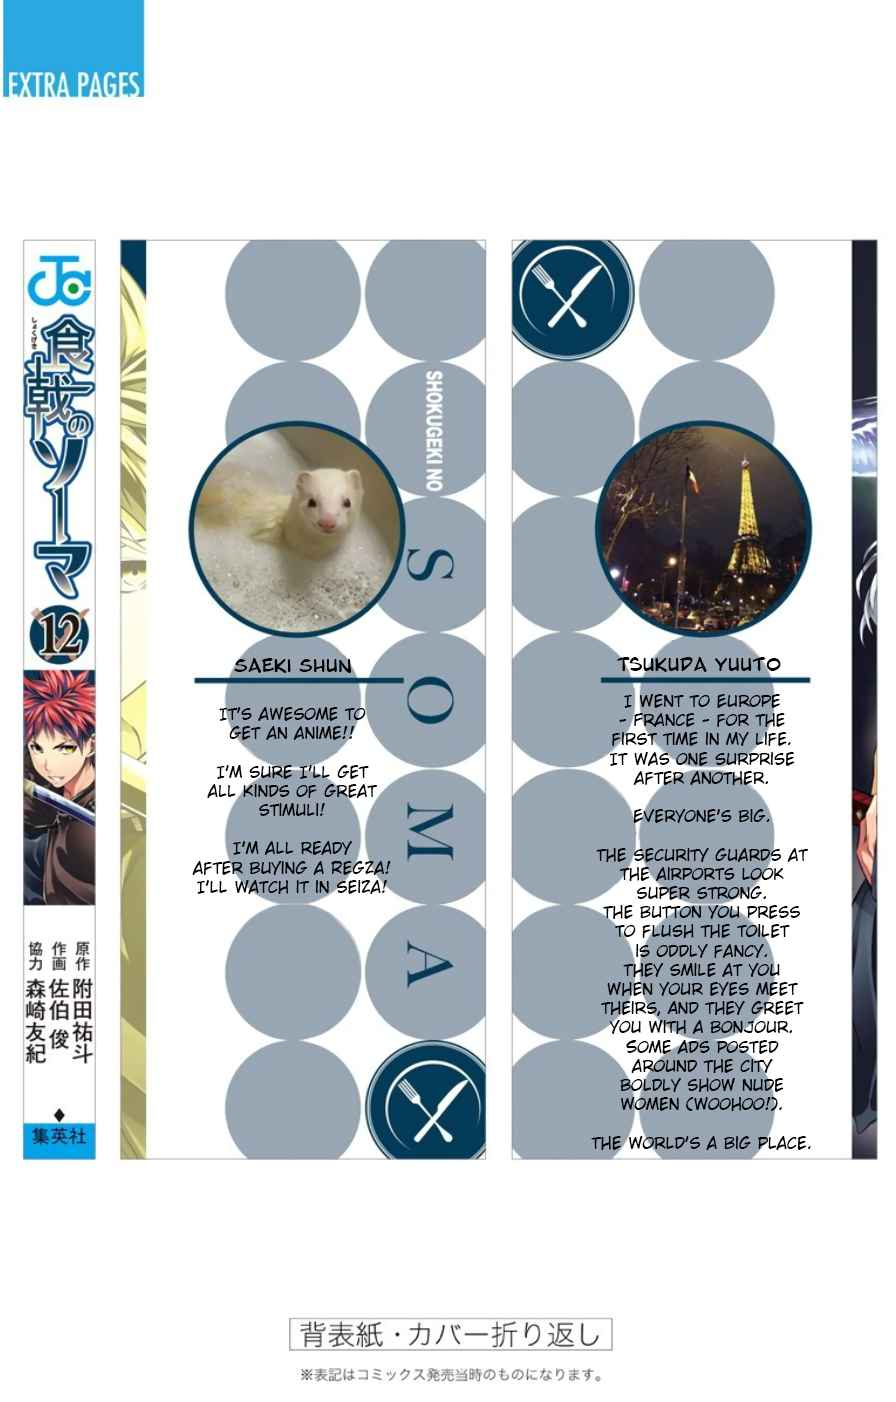 EXTRA PAGES
JC
しょくげき
食戟のソーマ
12
原作 附田祐斗
作画 佐伯俊
協力 森崎友紀
集英社
SHOKUGEKI NO
SOMA
SAEKI SHUN
IT'S AWESOME TO
GET AN ANIME!!
I'M SURE I'LL GET
ALL KINDS OF GREAT
STIMULI!
I'M ALL READY
AFTER BUYING A REGZA!
I'LL WATCH IT IN SEIZA!
TSUKUDA YUUTO
I WENT TO EUROPE
- FRANCE - FOR THE
FIRST TIME IN MY LIFE.
IT WAS ONE SURPRISE
AFTER ANOTHER.
EVERYONE'S BIG.
THE SECURITY GUARDS AT
THE AIRPORTS LOOK
SUPER STRONG.
THE BUTTON YOU PRESS
TO FLUSH THE TOILET
IS ODDLY FANCY.
THEY SMILE AT YOU
WHEN YOUR EYES MEET
THEIRS, AND THEY GREET
YOU WITH A BONJOUR.
SOME ADS POSTED
AROUND THE CITY
BOLDLY SHOW NUDE
WOMEN (WOOHOO!).
THE WORLD'S A BIG PLACE.
背表紙・カバー折り返し
※表記はコミックス発売当時のものになります。